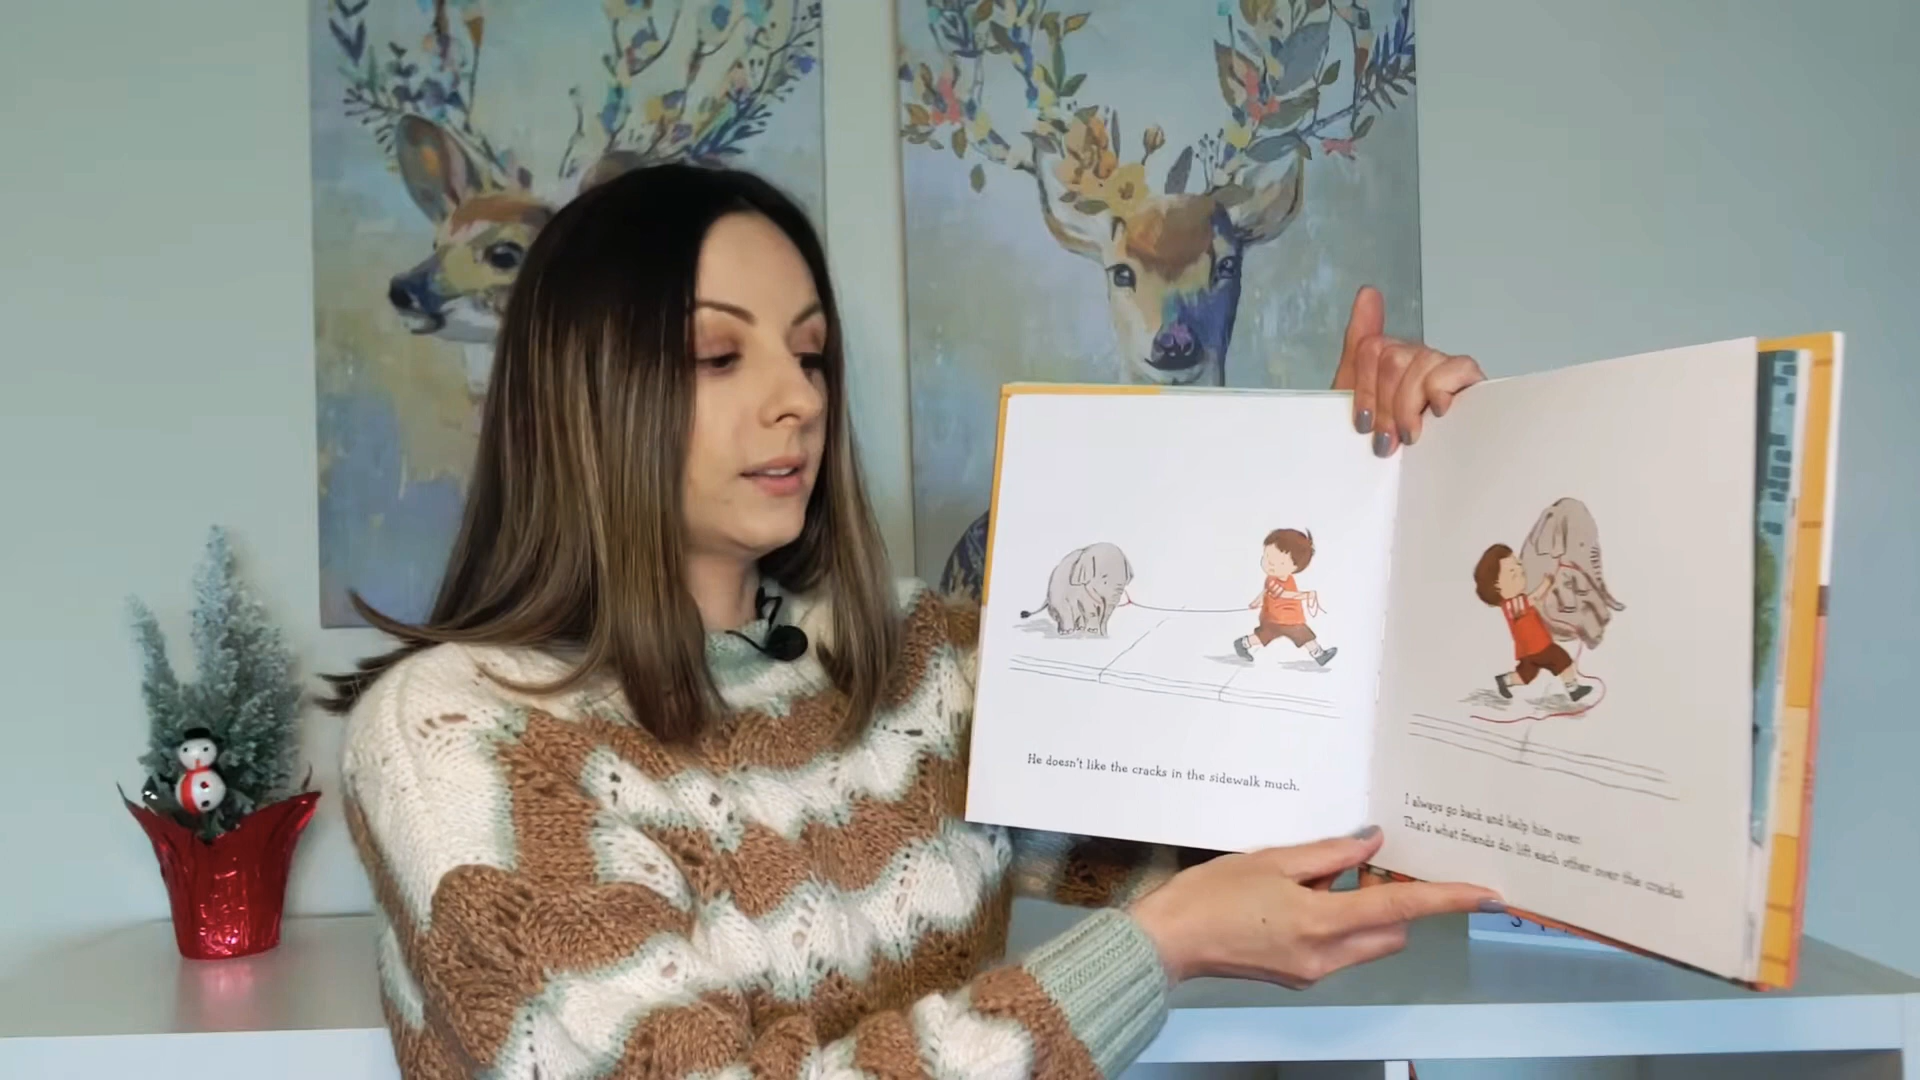 He doesn't like the cracks in the sidewalk much.
I always go back and help him over.
That's what friends do: lift each other over the cracks.